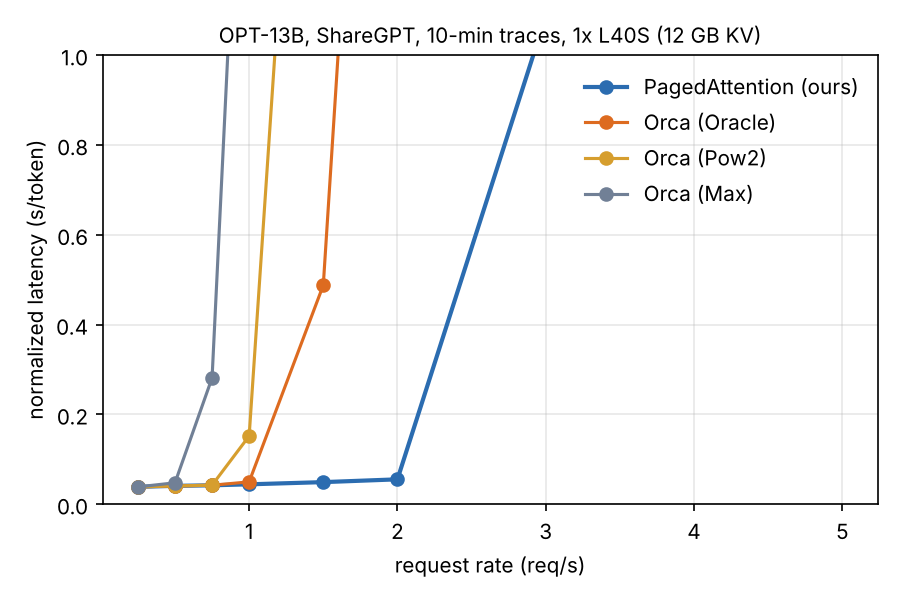 OPT-13B, ShareGPT, 10-min traces, 1x L40S (12 GB KV)
1.0
0.8
0.6
0.4
0.2
0.0
normalized latency (s/token)
PagedAttention (ours)
Orca (Oracle)
Orca (Pow2)
Orca (Max)
1 2 3 4 5
request rate (req/s)